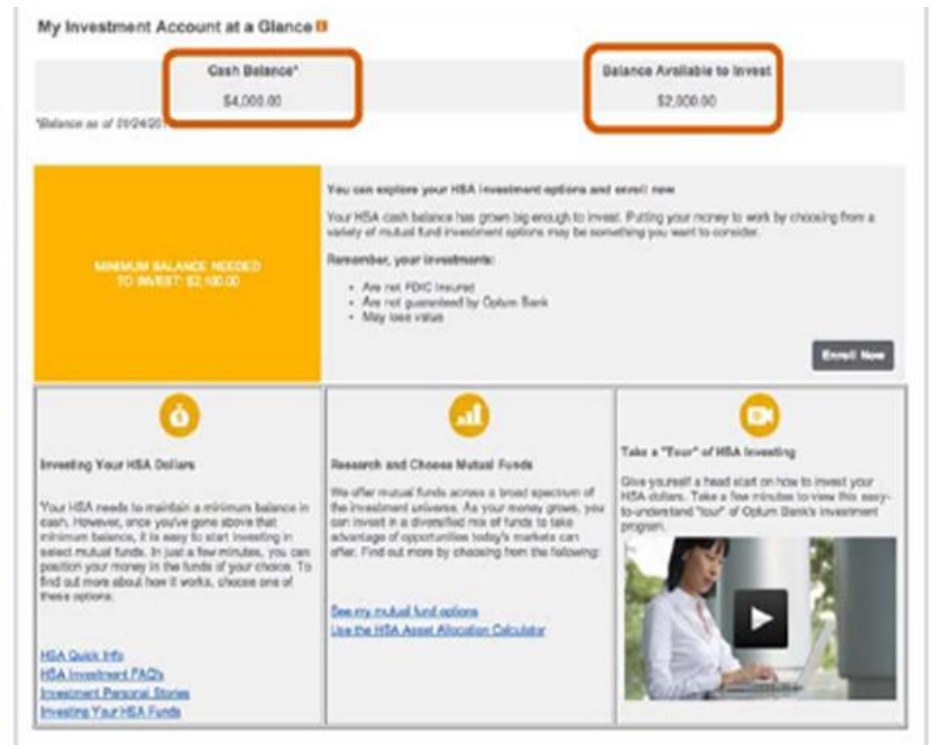 My Investment Account at a Glance
Cash Balance*
$4,000.00
Balance Available to Invest
$2,000.00
*Balance as of 01/24/201
MINIMUM BALANCE NEEDED
TO INVEST: $2,100.00
You can explore your HSA investment options and enroll now
Your HSA cash balance has grown big enough to invest. Putting your money to work by choosing from a
variety of mutual fund investment options may be something you want to consider.
Remember, your investments:
• Are not FDIC Insured
• Are not guaranteed by Optum Bank
• May lose value
Enroll Now
Investing Your HSA Dollars
Your HSA needs to maintain a minimum balance in
cash. However, once you've gone above that
minimum balance, it is easy to start investing in
select mutual funds. In just a few minutes, you can
position your money in the funds of your choice. To
find out more about how it works, choose one of
these options:
HSA Quick Info
HSA Investment FAQ's
Investment Personal Stories
Investing Your HSA Funds
Research and Choose Mutual Funds
We offer mutual funds across a broad spectrum of
the investment universe. As your money grows, you
can invest in a diversified mix of funds to take
advantage of opportunities today's markets can
offer. Find out more by choosing from the following:
See my mutual fund options
Use the HSA Asset Allocation Calculator
Take a "Tour" of HSA Investing
Give yourself a head start on how to invest your
HSA dollars. Take a few minutes to view this easy-
to-understand "tour" of Optum Bank's investment
program.